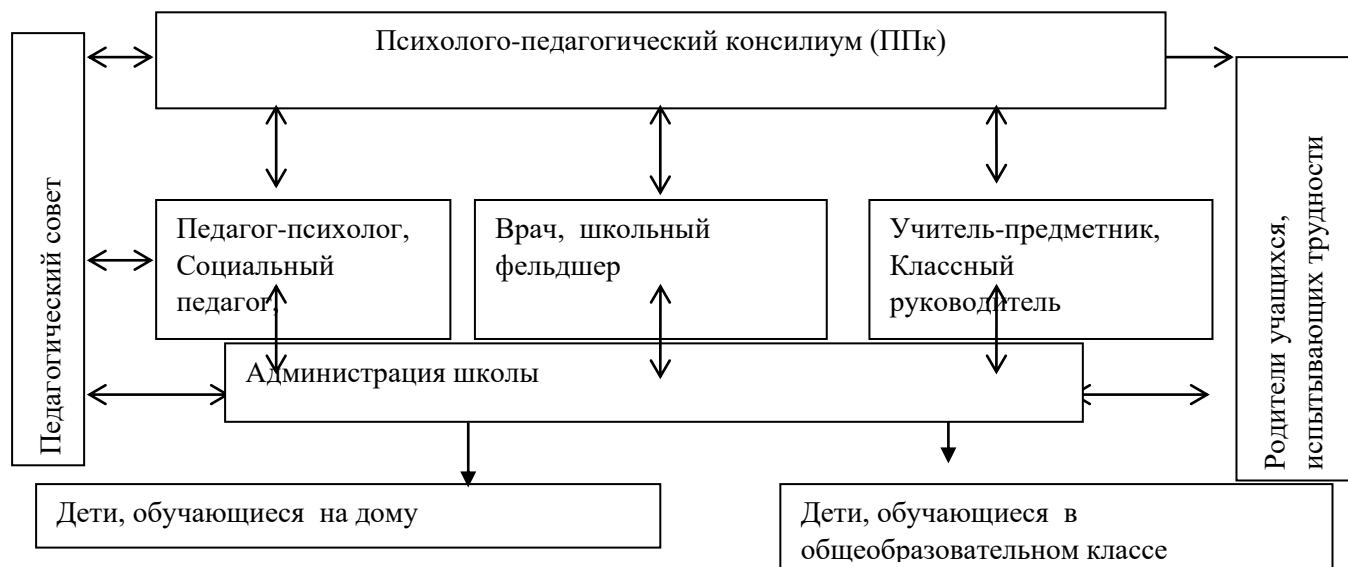 Психолого-педагогический консилиум (ППк)
Педагогический совет
Педагог-психолог,
Социальный
педагог,
Врач,  школьный
фельдшер
Учитель-предметник,
Классный
руководитель
Родители учащихся,
испытывающих трудности
Администрация школы
Дети, обучающиеся  на дому
Дети, обучающиеся  в
общеобразовательном классе